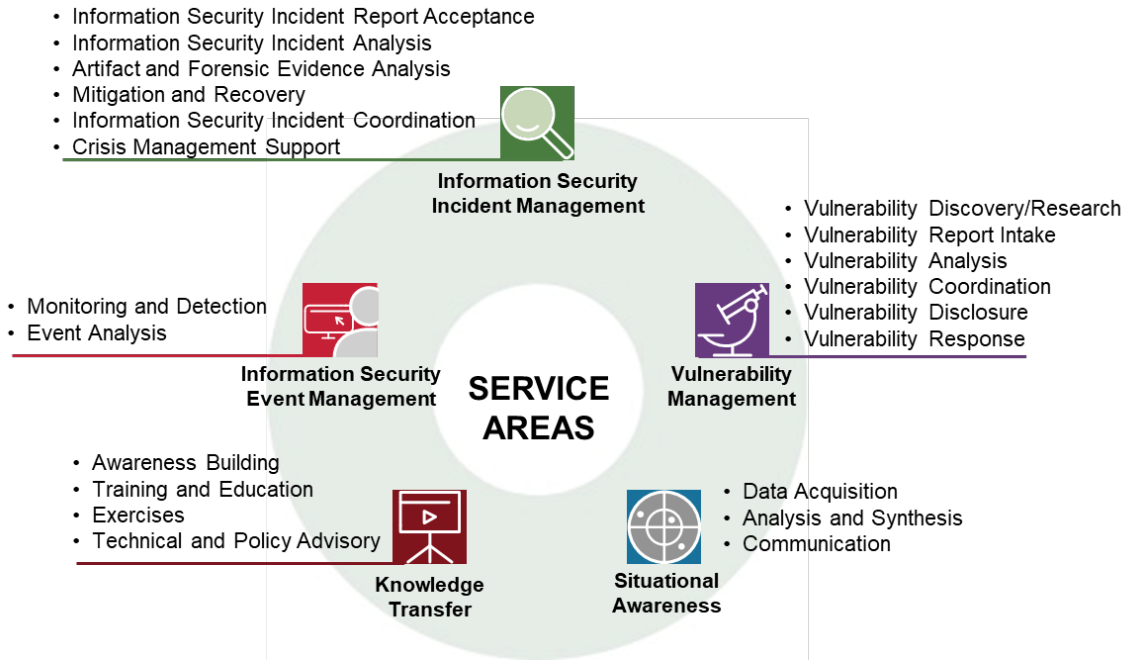 • Information Security Incident Report Acceptance
• Information Security Incident Analysis
• Artifact and Forensic Evidence Analysis
• Mitigation and Recovery
• Information Security Incident Coordination
• Crisis Management Support
Information Security
Incident Management
• Vulnerability Discovery/Research
• Vulnerability Report Intake
• Vulnerability Analysis
• Vulnerability Coordination
• Vulnerability Disclosure
• Vulnerability Response
Vulnerability
Management
• Monitoring and Detection
• Event Analysis
Information Security
Event Management
SERVICE
AREAS
• Awareness Building
• Training and Education
• Exercises
• Technical and Policy Advisory
Knowledge
Transfer
• Data Acquisition
• Analysis and Synthesis
• Communication
Situational
Awareness